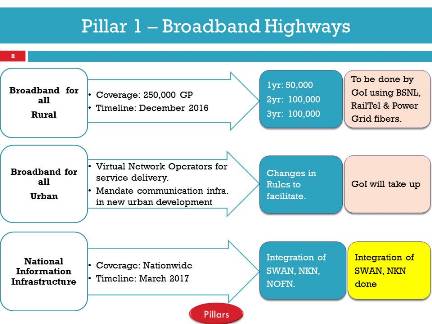 Pillar 1 – Broadband Highways
8
Broadband for
all
Rural
• Coverage: 250,000 GP
• Timeline: December 2016
1yr: 50,000
2yr: 100,000
3yr: 100,000
To be done by
GoI using BSNL,
RailTel & Power
Grid fibers.
Broadband for
all
Urban
• Virtual Network Operators for
service delivery.
• Mandate communication infra.
in new urban development
Changes in
Rules to
facilitate.
GoI will take up
National
Information
Infrastructure
• Coverage: Nationwide
• Timeline: March 2017
Integration of
SWAN, NKN,
NOFN.
Integration of
SWAN, NKN
done
Pillars